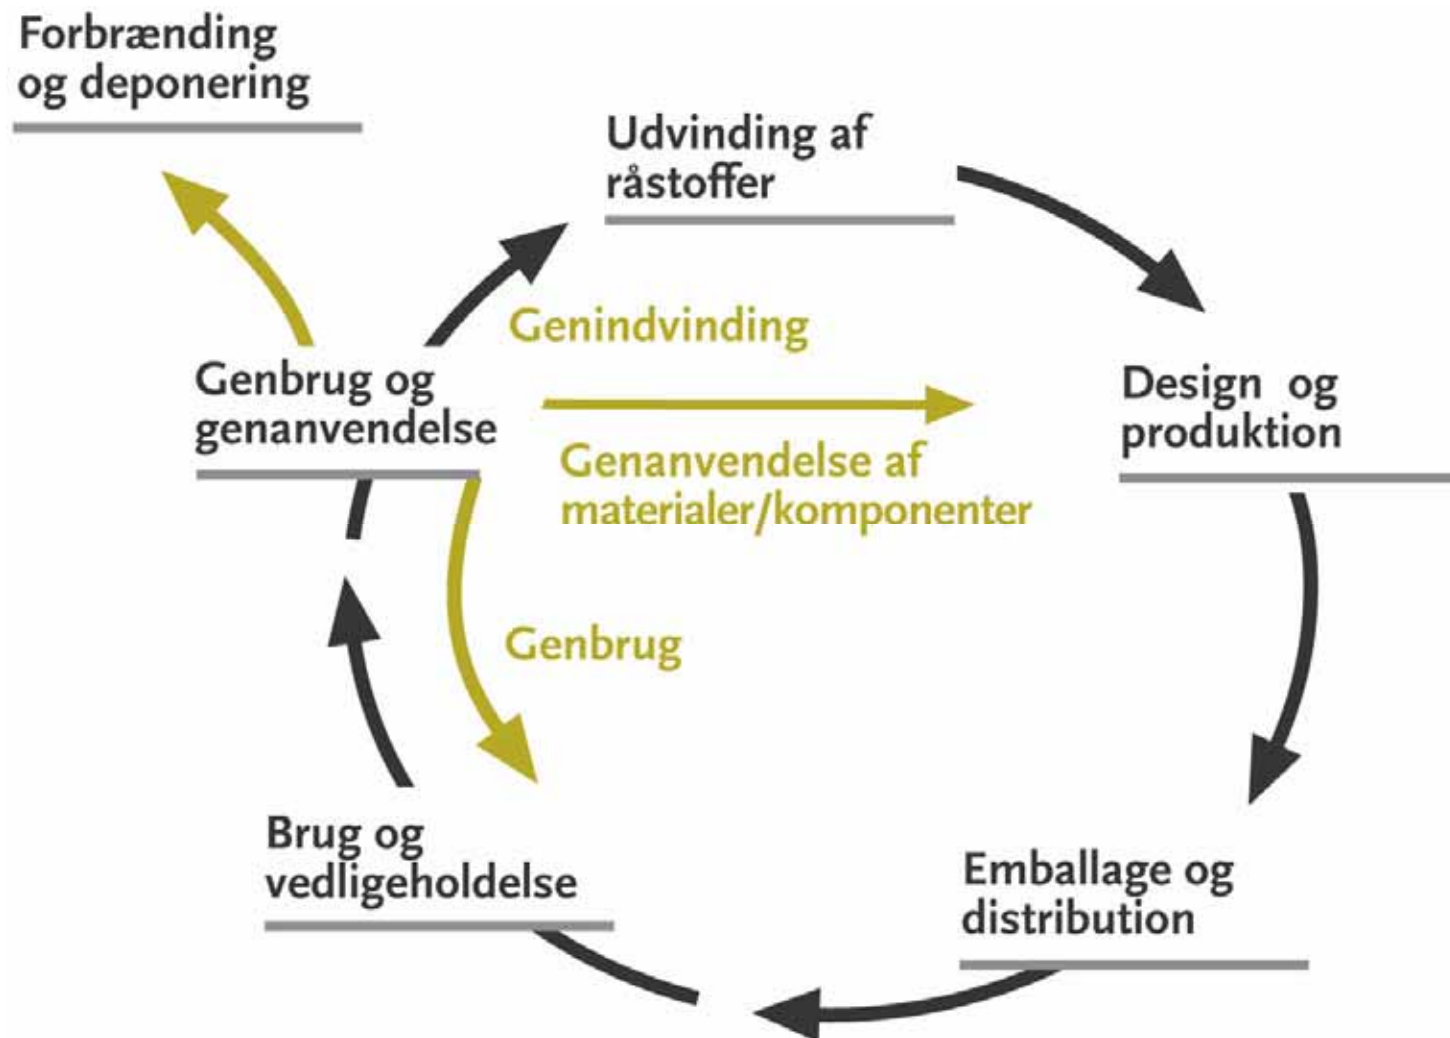 Forbrænding
og deponering
Udvinding af
råstoffer
Genindvinding
Genbrug og
genanvendelse
Design og
produktion
Genanvendelse af
materialer/komponenter
Genbrug
Brug og
vedligeholdelse
Emballage og
distribution